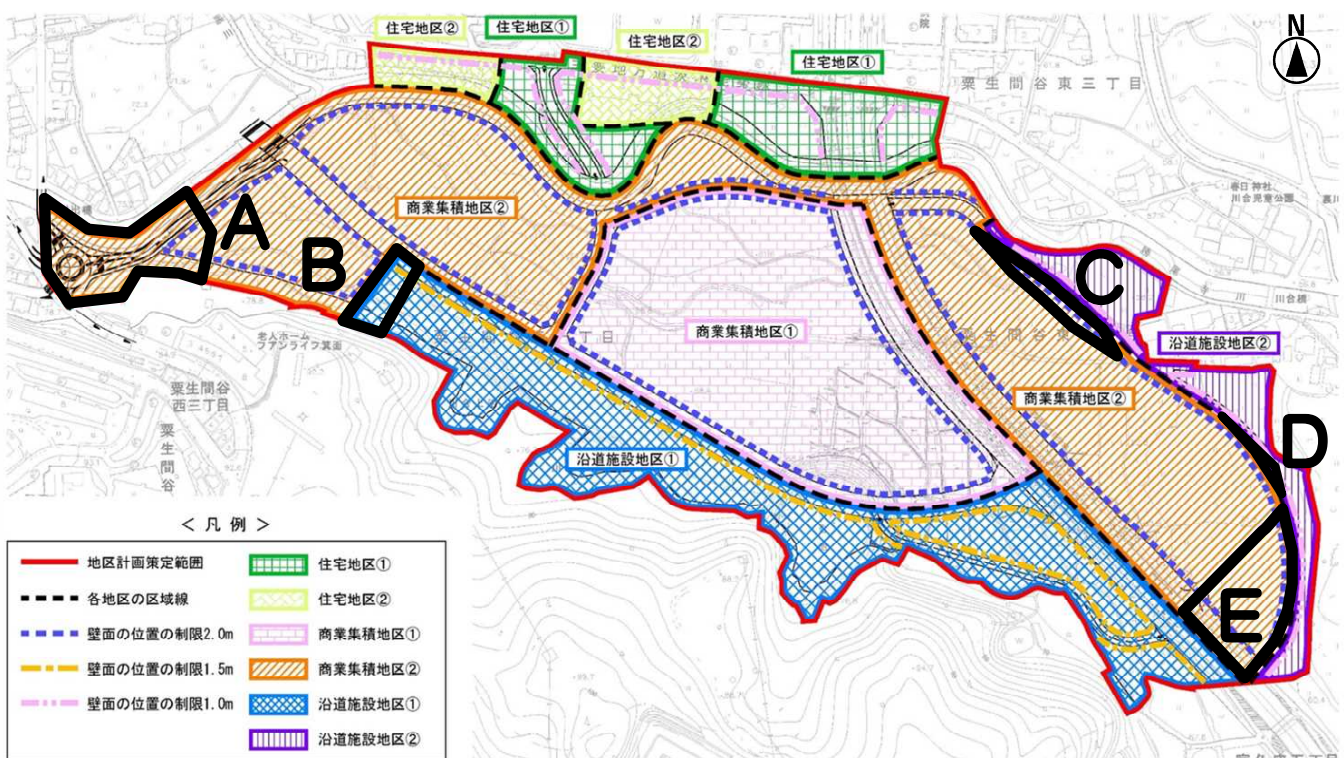 N
住宅地区②
住宅地区①
住宅地区②
住宅地区①
粟生間谷東三丁目
春日神社
川合児童公園
A
商業集積地区②
B
C
川合橋
老人ホーム
ファンライフ箕面
商業集積地区①
沿道施設地区②
粟生間谷
西三丁目
商業集積地区②
粟生間谷
沿道施設地区①
D
E
<凡例>
地区計画策定範囲
各地区の区域線
壁面の位置の制限2.0m
壁面の位置の制限1.5m
壁面の位置の制限1.0m
住宅地区①
住宅地区②
商業集積地区①
商業集積地区②
沿道施設地区①
沿道施設地区②